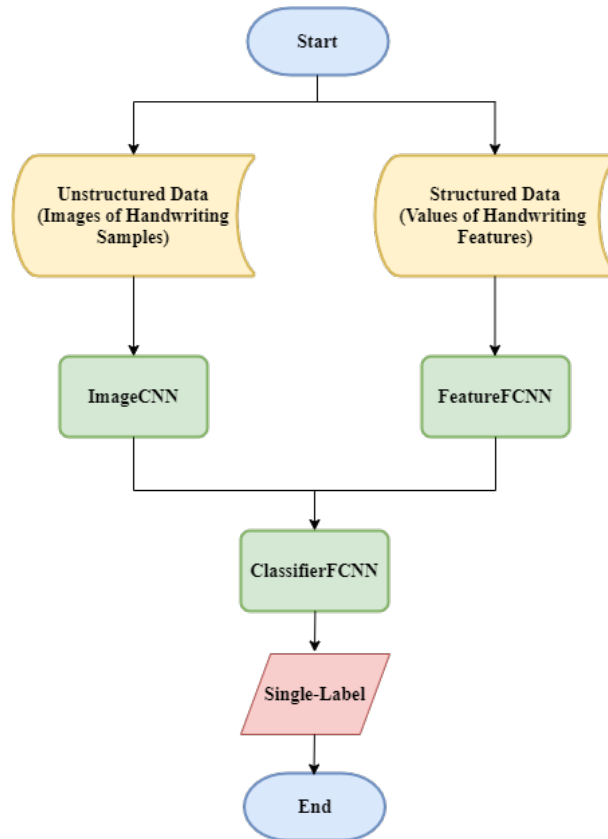 Start
Unstructured Data
(Images of Handwriting
Samples)
Structured Data
(Values of Handwriting
Features)
ImageCNN
FeatureFCNN
ClassifierFCNN
Single-Label
End